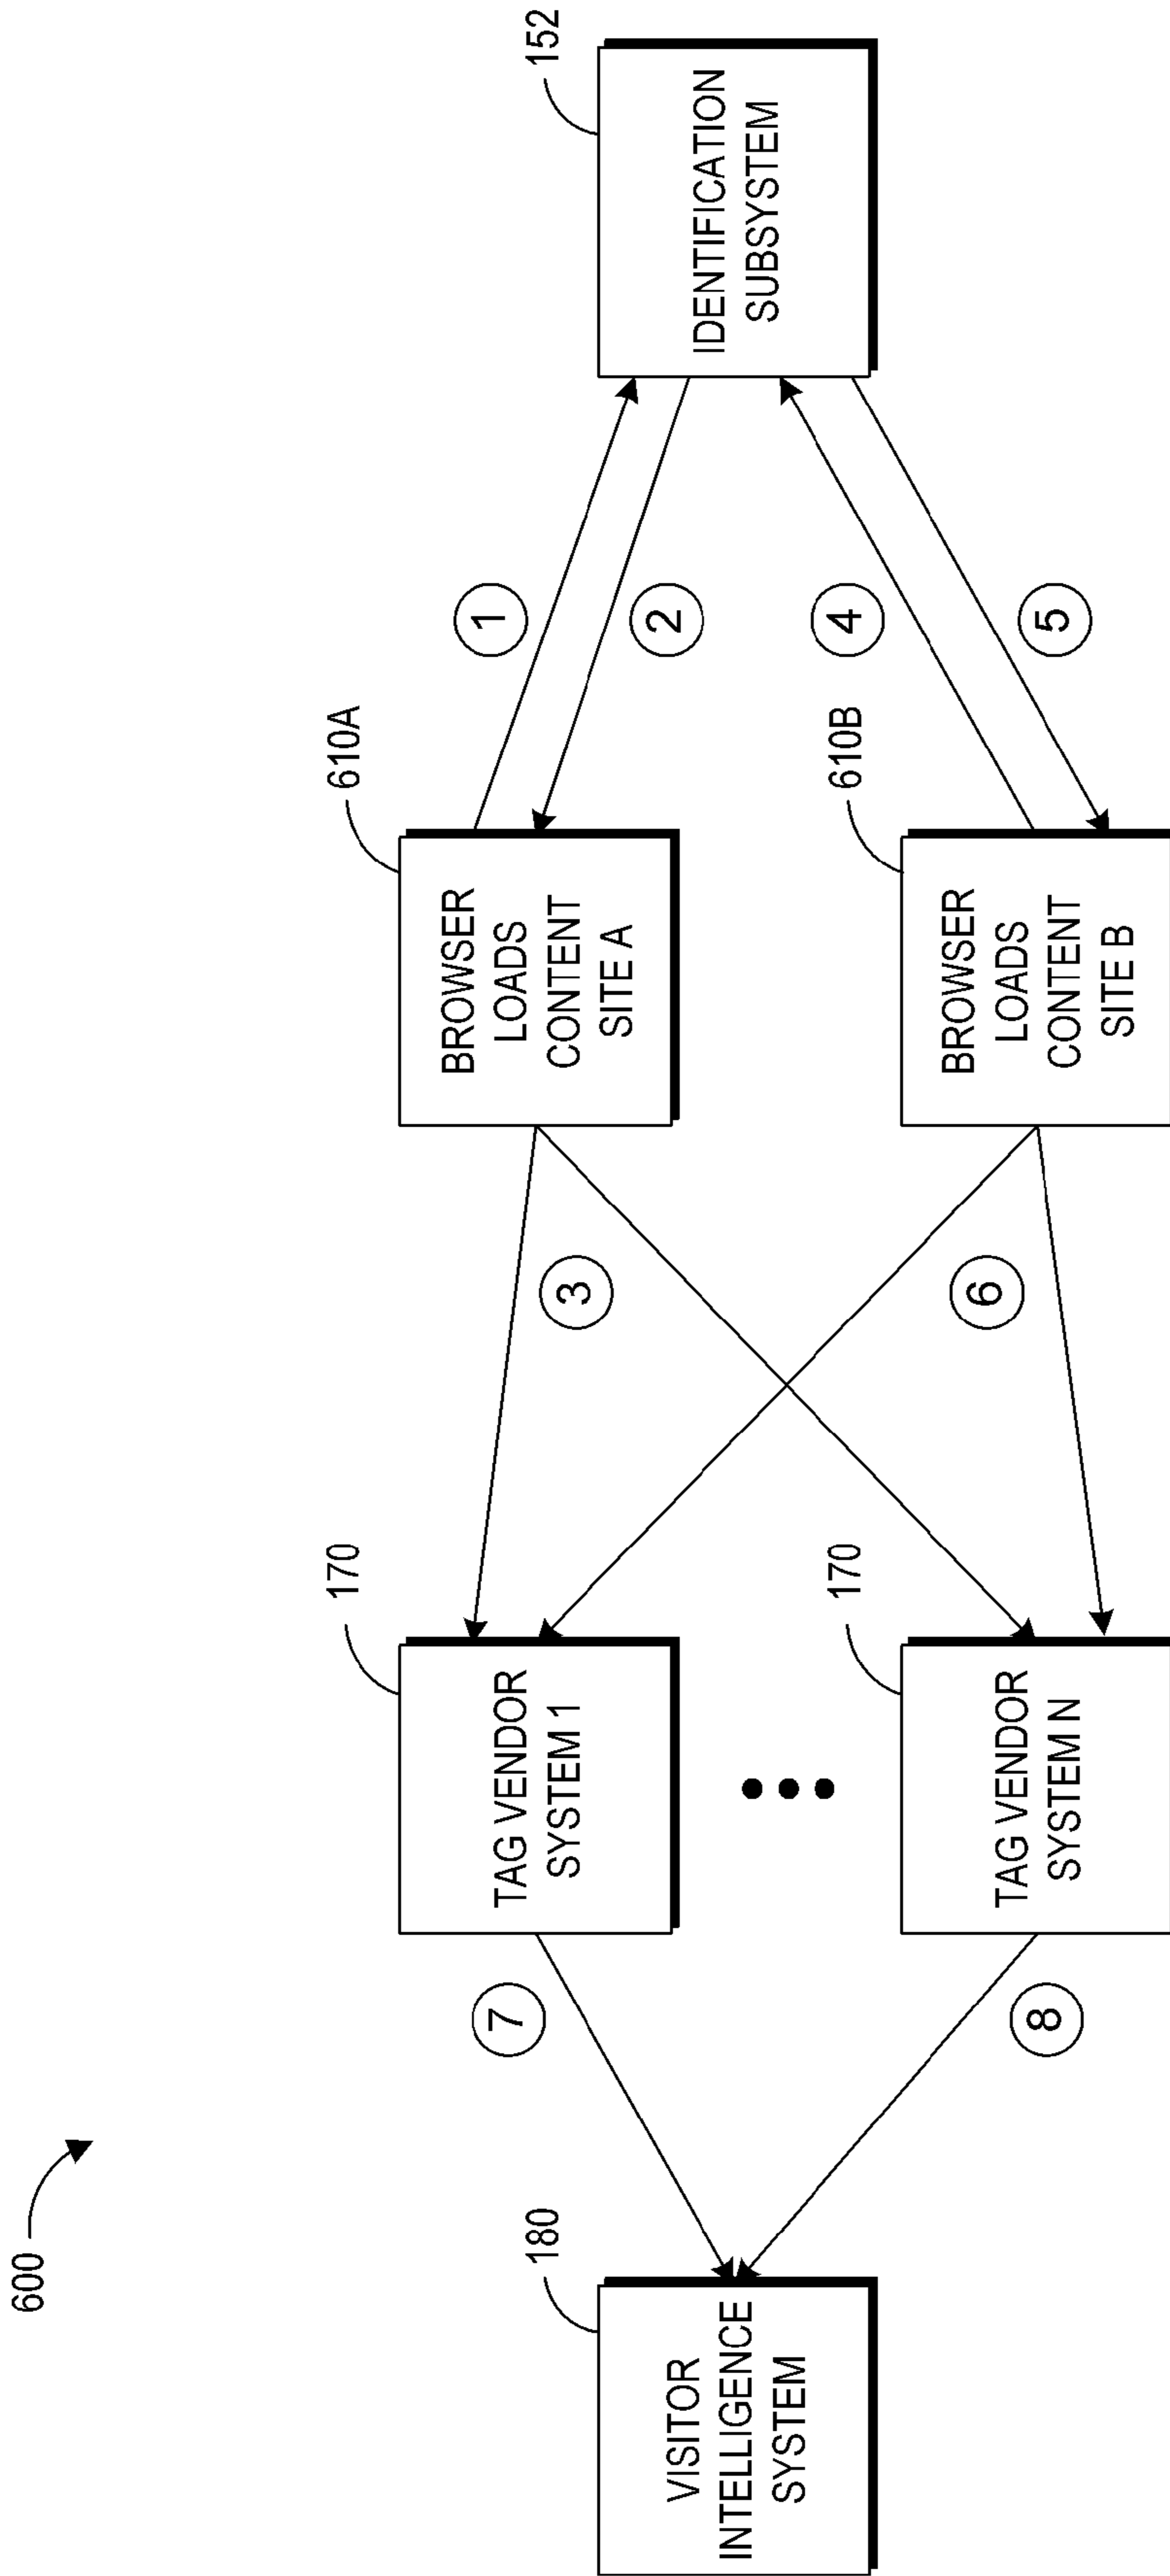 600
180
VISITOR
INTELLIGENCE
SYSTEM
7
8
170
TAG VENDOR
SYSTEM 1
170
TAG VENDOR
SYSTEM N
3
6
610A
BROWSER
LOADS
CONTENT
SITE A
610B
BROWSER
LOADS
CONTENT
SITE B
1
2
4
5
152
IDENTIFICATION
SUBSYSTEM